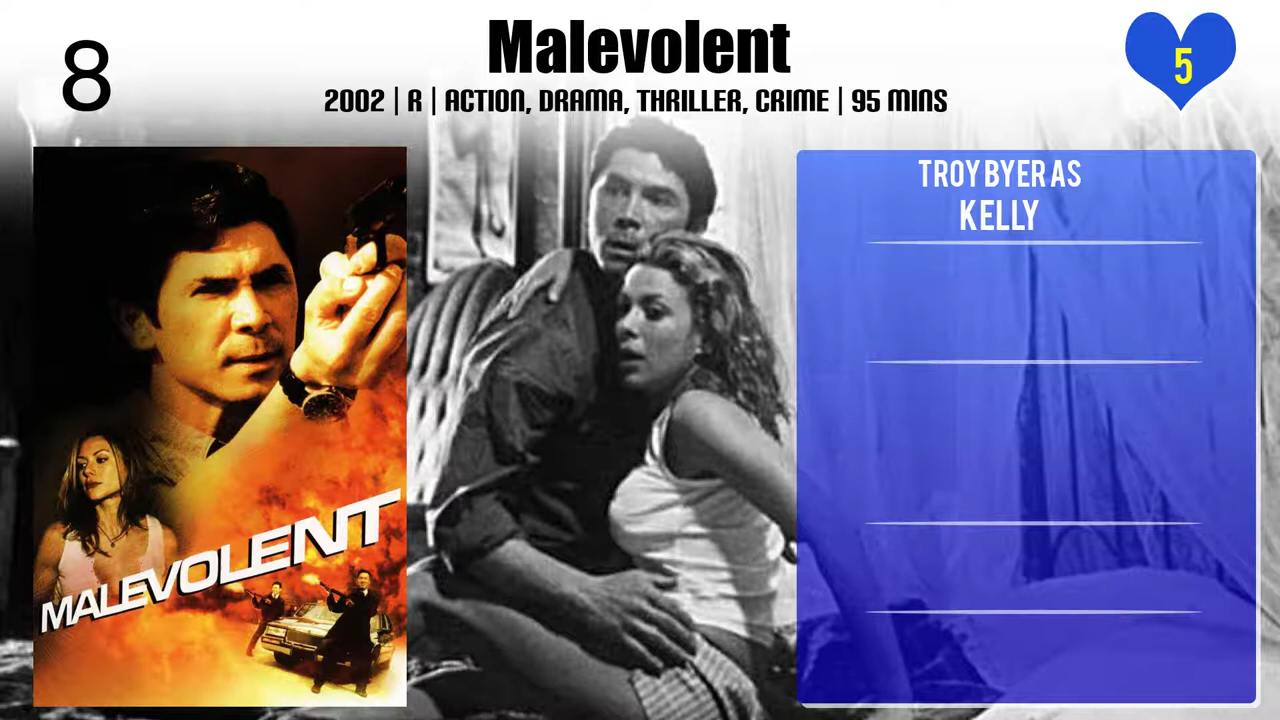 8
Malevolent
2002 | R | ACTION, DRAMA, THRILLER, CRIME | 95 MINS
5
TROY BYER AS
KELLY
MALEVOLENT